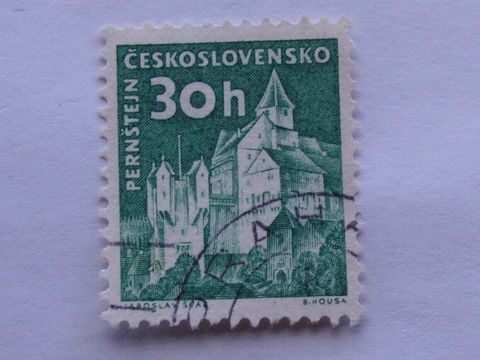 ČESKOSLOVENSKO
30h
PERNŠTEJN
B. HOUSA